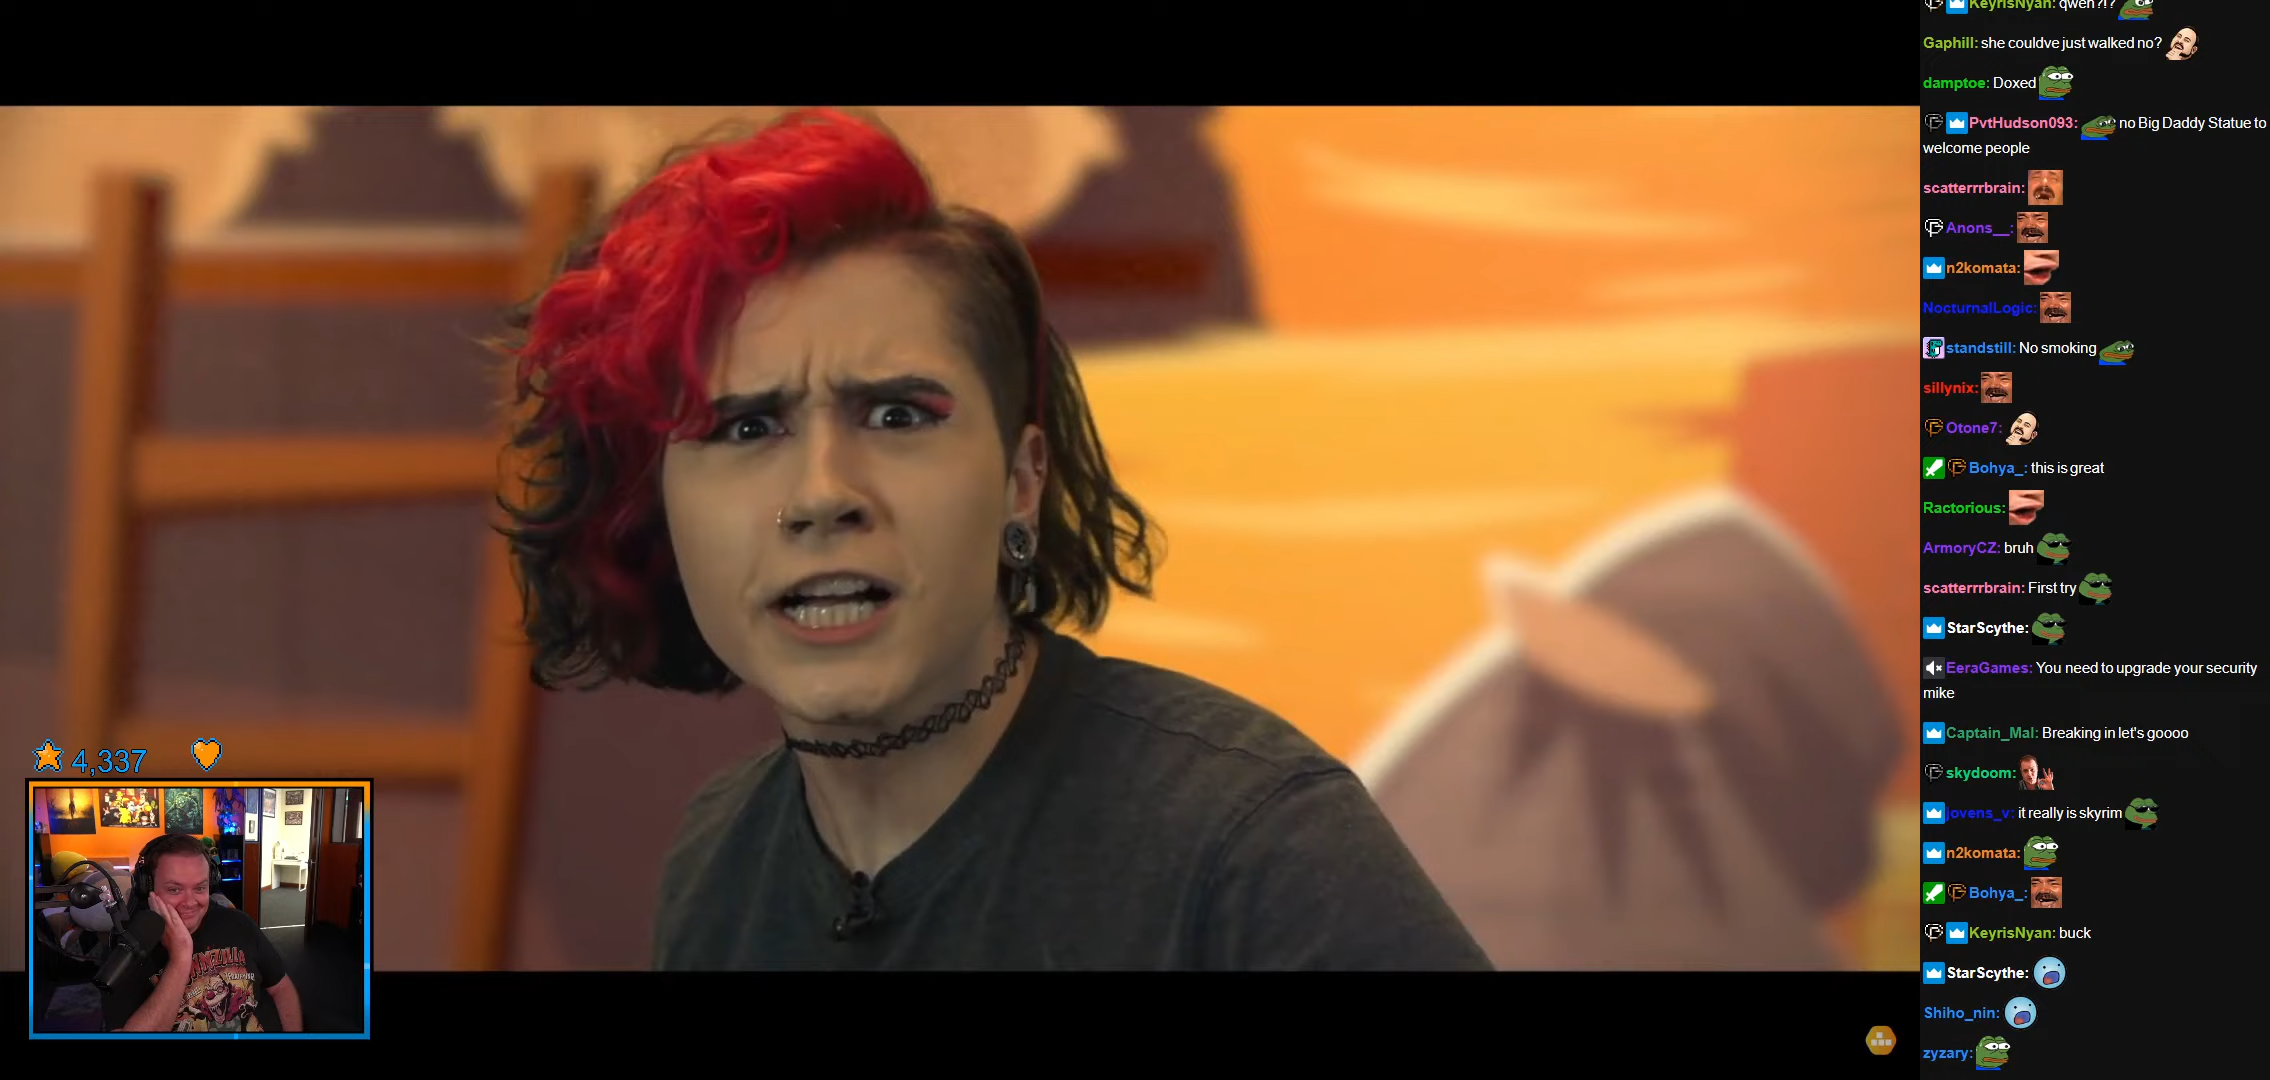 KeyrisNyan: qweh?!?
Gaphill: she couldve just walked no?
damptoe: Doxed
PvtHudson093: no Big Daddy Statue to
welcome people
scatterrrbrain:
Anons__:
n2komata:
NocturnalLogic:
standstill: No smoking
sillynix:
Otone7:
Bohya_: this is great
Ractorious:
ArmoryCZ: bruh
scatterrrbrain: First try
StarScythe:
EeraGames: You need to upgrade your security
mike
4,337
Captain_Mal: Breaking in let's goooo
skydoom:
jovens_v: it really is skyrim
n2komata:
Bohya_:
KeyrisNyan: buck
StarScythe:
Shiho_nin:
zyzary: